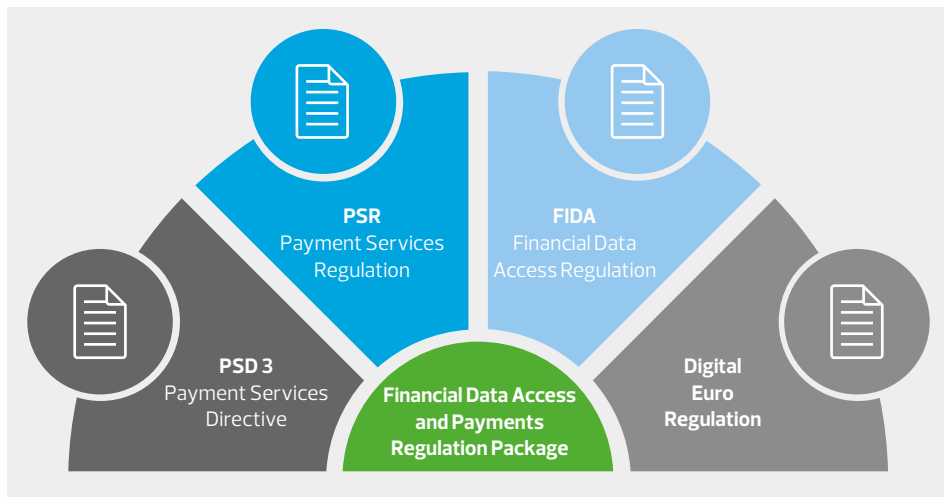 PSR
Payment Services
Regulation
FIDA
Financial Data
Access Regulation
PSD 3
Payment Services
Directive
Digital
Euro
Regulation
Financial Data Access
and Payments
Regulation Package